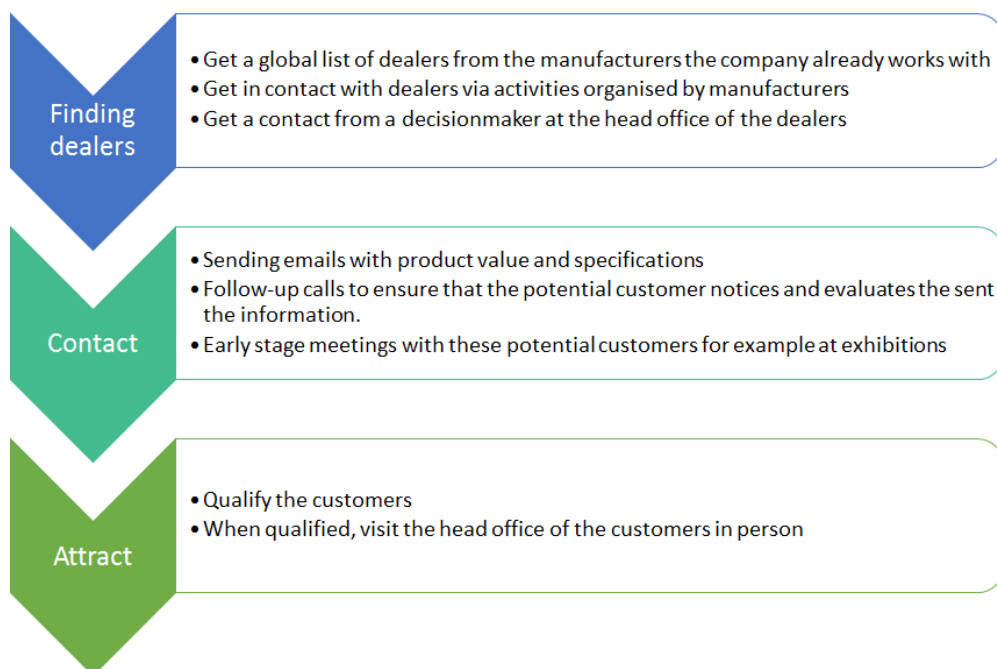 Finding
dealers
• Get a global list of dealers from the manufacturers the company already works with
• Get in contact with dealers via activities organised by manufacturers
• Get a contact from a decisionmaker at the head office of the dealers
Contact
• Sending emails with product value and specifications
• Follow-up calls to ensure that the potential customer notices and evaluates the sent
the information.
• Early stage meetings with these potential customers for example at exhibitions
Attract
• Qualify the customers
• When qualified, visit the head office of the customers in person